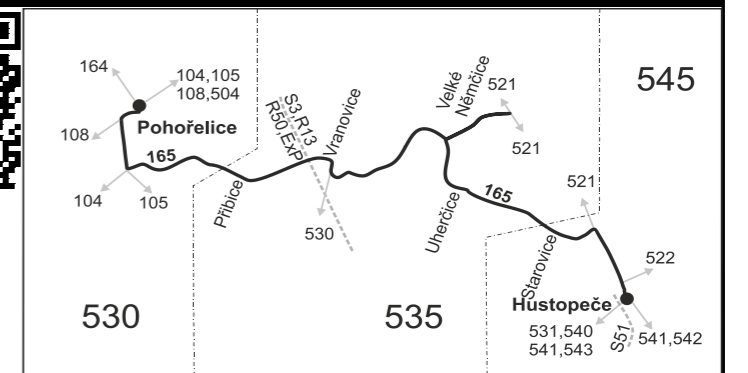 164
104,105
108,504
108
Pohořelice
165
104
105
Přibice
S3,R13
R50,ExP
Vranovice
530
Velké
Němčice
521
521
545
Uherčice
165
521
Starovice
522
Hustopeče
531,540
541,543
S51
541,542
530
535